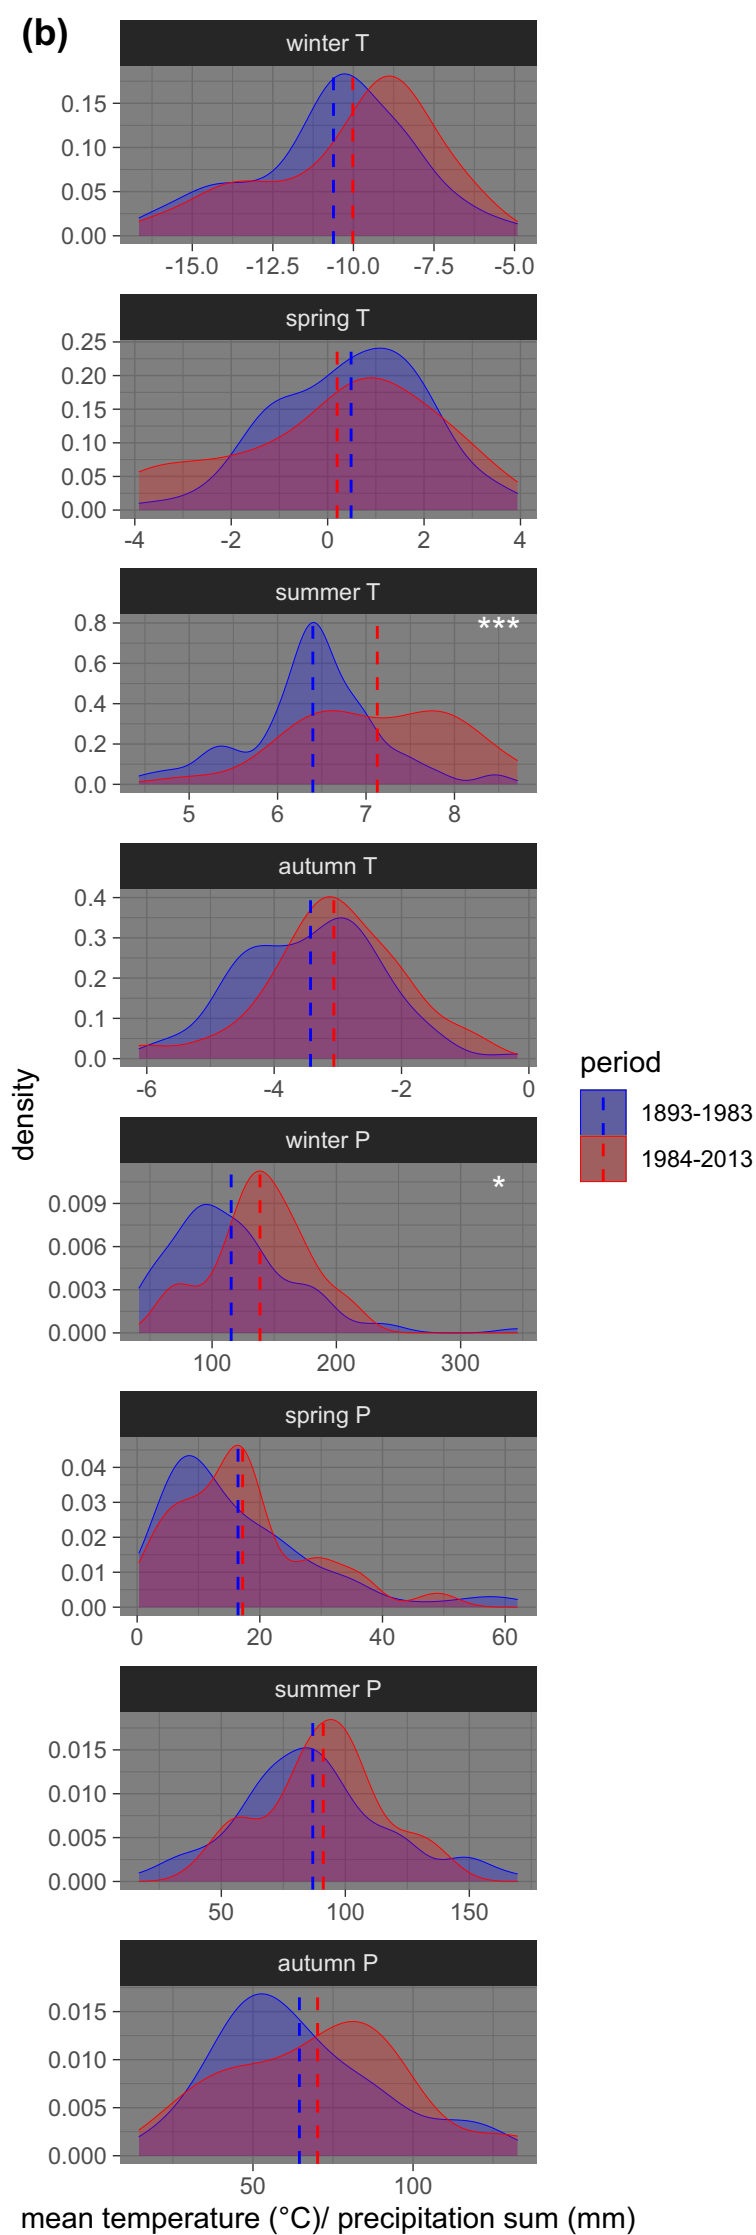 (b)
winter T
0.15
0.10
0.05
0.00
-15.0 -12.5 -10.0 -7.5 -5.0
spring T
0.25
0.20
0.15
0.10
0.05
0.00
-4 -2 0 2 4
summer T
***
0.8
0.6
0.4
0.2
0.0
5 6 7 8
autumn T
0.4
0.3
0.2
0.1
0.0
-6 -4 -2 0
density
period
1893-1983
1984-2013
winter P
*
0.009
0.006
0.003
0.000
100 200 300
spring P
0.04
0.03
0.02
0.01
0.00
0 20 40 60
summer P
0.015
0.010
0.005
0.000
50 100 150
autumn P
0.015
0.010
0.005
0.000
50 100
mean temperature (°C)/ precipitation sum (mm)